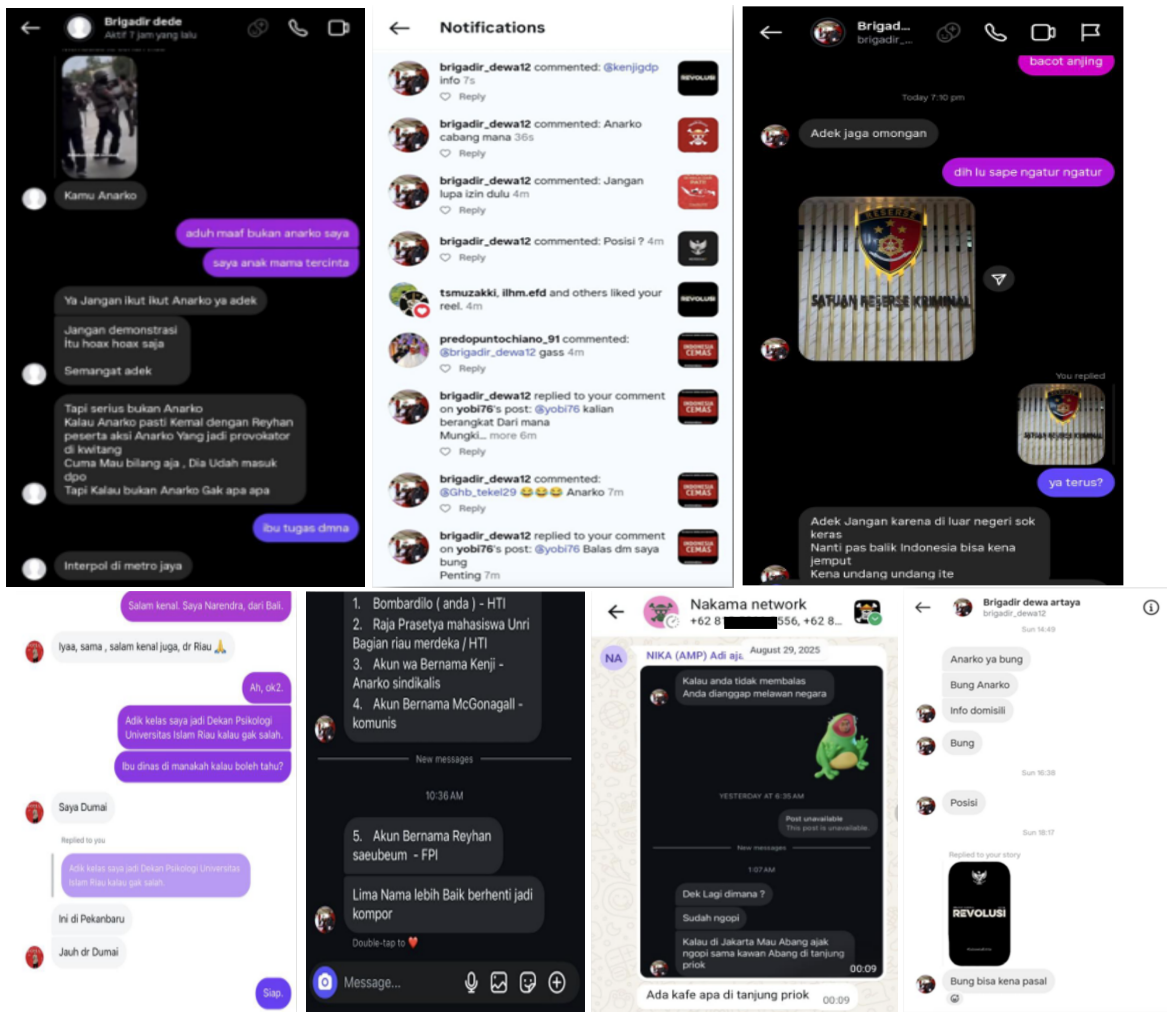 Brigadir dede
Aktif 7 jam yang lalu
Kamu Anarko
aduh maaf bukan anarko saya
saya anak mama tercinta
Ya Jangan ikut ikut Anarko ya adek
Jangan demonstrasi
İtu hoax hoax saja
Semangat adek
Tapi serius bukan Anarko
Kalau Anarko pasti Kemal dengan Reyhan
peserta aksi Anarko Yang jadi provokator
di kwitang
Cuma Mau bilang aja , Dia Udah masuk
dpo
Tapi Kalau bukan Anarko Gak apa apa
ibu tugas dmna
Interpol di metro jaya
Notifications
brigadir_dewa12 commented: @kenjigdp
info 7s
Reply
REVOLUSI
brigadir_dewa12 commented: Anarko
cabang mana 36s
Reply
brigadir_dewa12 commented: Jangan
lupa izin dulu 4m
Reply
brigadir_dewa12 commented: Posisi ? 4m
Reply
tsmuzakki, ilhm.efd and others liked your
reel. 4m
REVOLUSI
predopuntochiano_91 commented:
@brigadir_dewa12 gass 4m
Reply
INDONESIA
CEMAS
brigadir_dewa12 replied to your comment
on yobi76's post: @yobi76 kalian
berangkat Dari mana
Mungki... more 6m
Reply
INDONESIA
CEMAS
brigadir_dewa12 commented:
@Ghb_tekel29 😂😂😂 Anarko 7m
Reply
INDONESIA
CEMAS
brigadir_dewa12 replied to your comment
on yobi76's post: @yobi76 Balas dm saya
bung
Penting 7m
INDONESIA
CEMAS
Brigad...
brigadir_...
bacot anjing
Today 7:10 pm
Adek jaga omongan
dih lu sape ngatur ngatur
RESERSE
SATUAN RESERSE KRIMINAL
You replied
SATUAN RESERSE KRIMINAL
ya terus?
Adek Jangan karena di luar negeri sok
keras
Nanti pas balik Indonesia bisa kena
jemput
Kena undang undang ite
Salam kenal. Saya Narendra, dari Bali.
Iyaa, sama , salam kenal juga, dr Riau 🙏
Ah, ok2.
Adik kelas saya jadi Dekan Psikologi
Universitas Islam Riau kalau gak salah.
Ibu dinas di manakah kalau boleh tahu?
Saya Dumai
Replied to you
Adik kelas saya jadi Dekan Psikologi Universitas
Islam Riau kalau gak salah.
Ini di Pekanbaru
Jauh dr Dumai
Siap.
1. Bombardilo ( anda ) - HTI
2. Raja Prasetya mahasiswa Unri
Bagian riau merdeka / HTI
3. Akun wa Bernama Kenji -
Anarko sindikalis
4. Akun Bernama McGonagall -
komunis
New messages
10:36 AM
5. Akun Bernama Reyhan
saeubeum - FPI
Lima Nama lebih Baik berhenti jadi
kompor
Double-tap to ❤️
Message...
Nakama network
+62 8 556, +62 8...
August 29, 2025
NA
NIKA (AMP) Adi aja
Kalau anda tidak membalas
Anda dianggap melawan negara
YESTERDAY AT 6:35 AM
Post unavailable
This post is unavailable.
New messages
1:07 AM
Dek Lagi dimana ?
Sudah ngopi
Kalau di Jakarta Mau Abang ajak
ngopi sama kawan Abang di tanjung
priok
00:09
Ada kafe apa di tanjung priok 00:09
Brigadir dewa artaya
brigadir_dewa12
Sun 14:49
Anarko ya bung
Bung Anarko
Info domisili
Bung
Sun 16:38
Posisi
Sun 18:17
Replied to your story
REVOLUSI
Bung bisa kena pasal